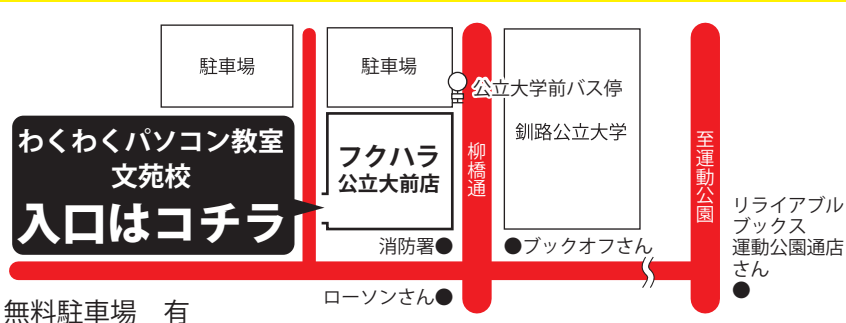 駐車場
駐車場
公立大学前バス停
わくわくパソコン教室
文苑校
入口はコチラ
フクハラ
公立大前店
柳橋通
釧路公立大学
至運動公園
リライアブル
ブックス
運動公園通店
さん
●
消防署●
●ブックオフさん
ローソンさん●
無料駐車場　有